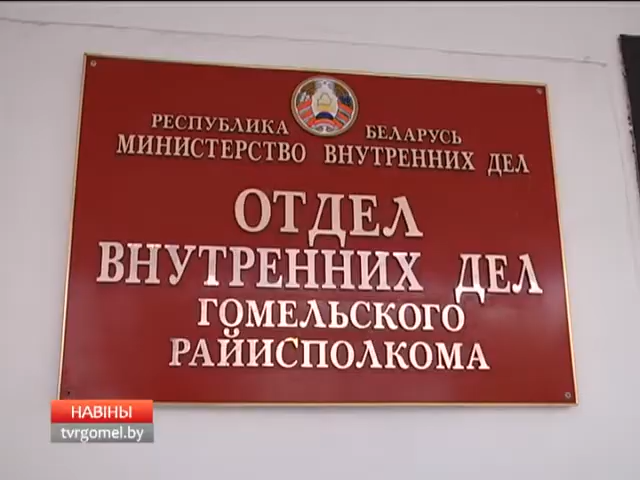 РЕСПУБЛИКА БЕЛАРУСЬ
МИНИСТЕРСТВО ВНУТРЕННИХ ДЕЛ
ОТДЕЛ
ВНУТРЕННИХ ДЕЛ
ГОМЕЛЬСКОГО
РАЙИСПОЛКОМА
НАВІНЫ
tvrgomel.by